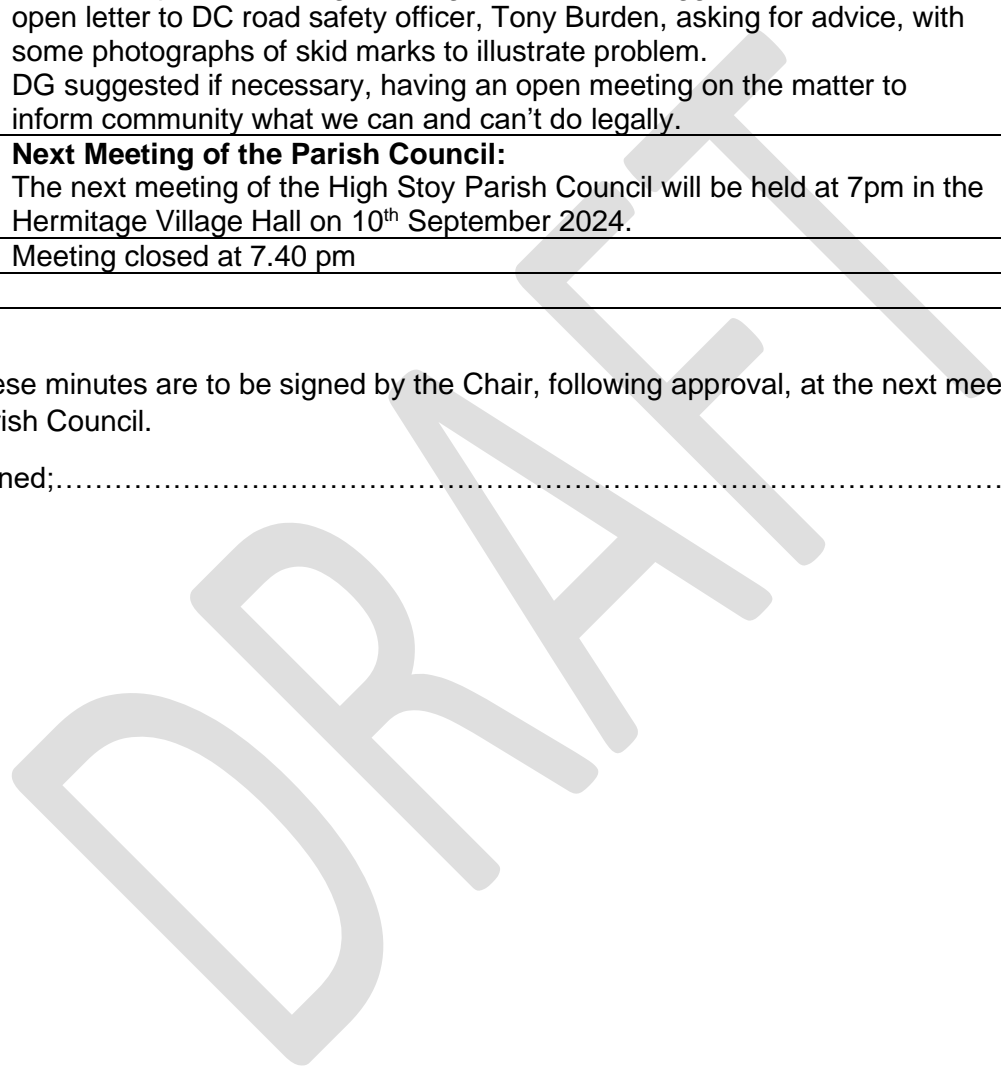 open letter to DC road safety officer, Tony Burden, asking for advice, with
some photographs of skid marks to illustrate problem.
DG suggested if necessary, having an open meeting on the matter to
inform community what we can and can’t do legally.
Next Meeting of the Parish Council:
The next meeting of the High Stoy Parish Council will be held at 7pm in the
Hermitage Village Hall on 10th September 2024.
Meeting closed at 7.40 pm
ese minutes are to be signed by the Chair, following approval, at the next mee
ish Council.
ned;……………………………………………………………………………………
DRAFT